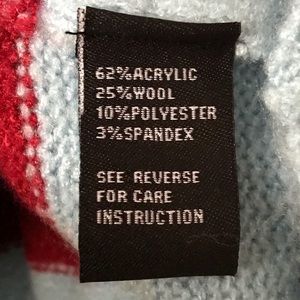 62%ACRYLIC
25%WOOL
10%POLYESTER
3%SPANDEX
SEE REVERSE
FOR CARE
INSTRUCTION